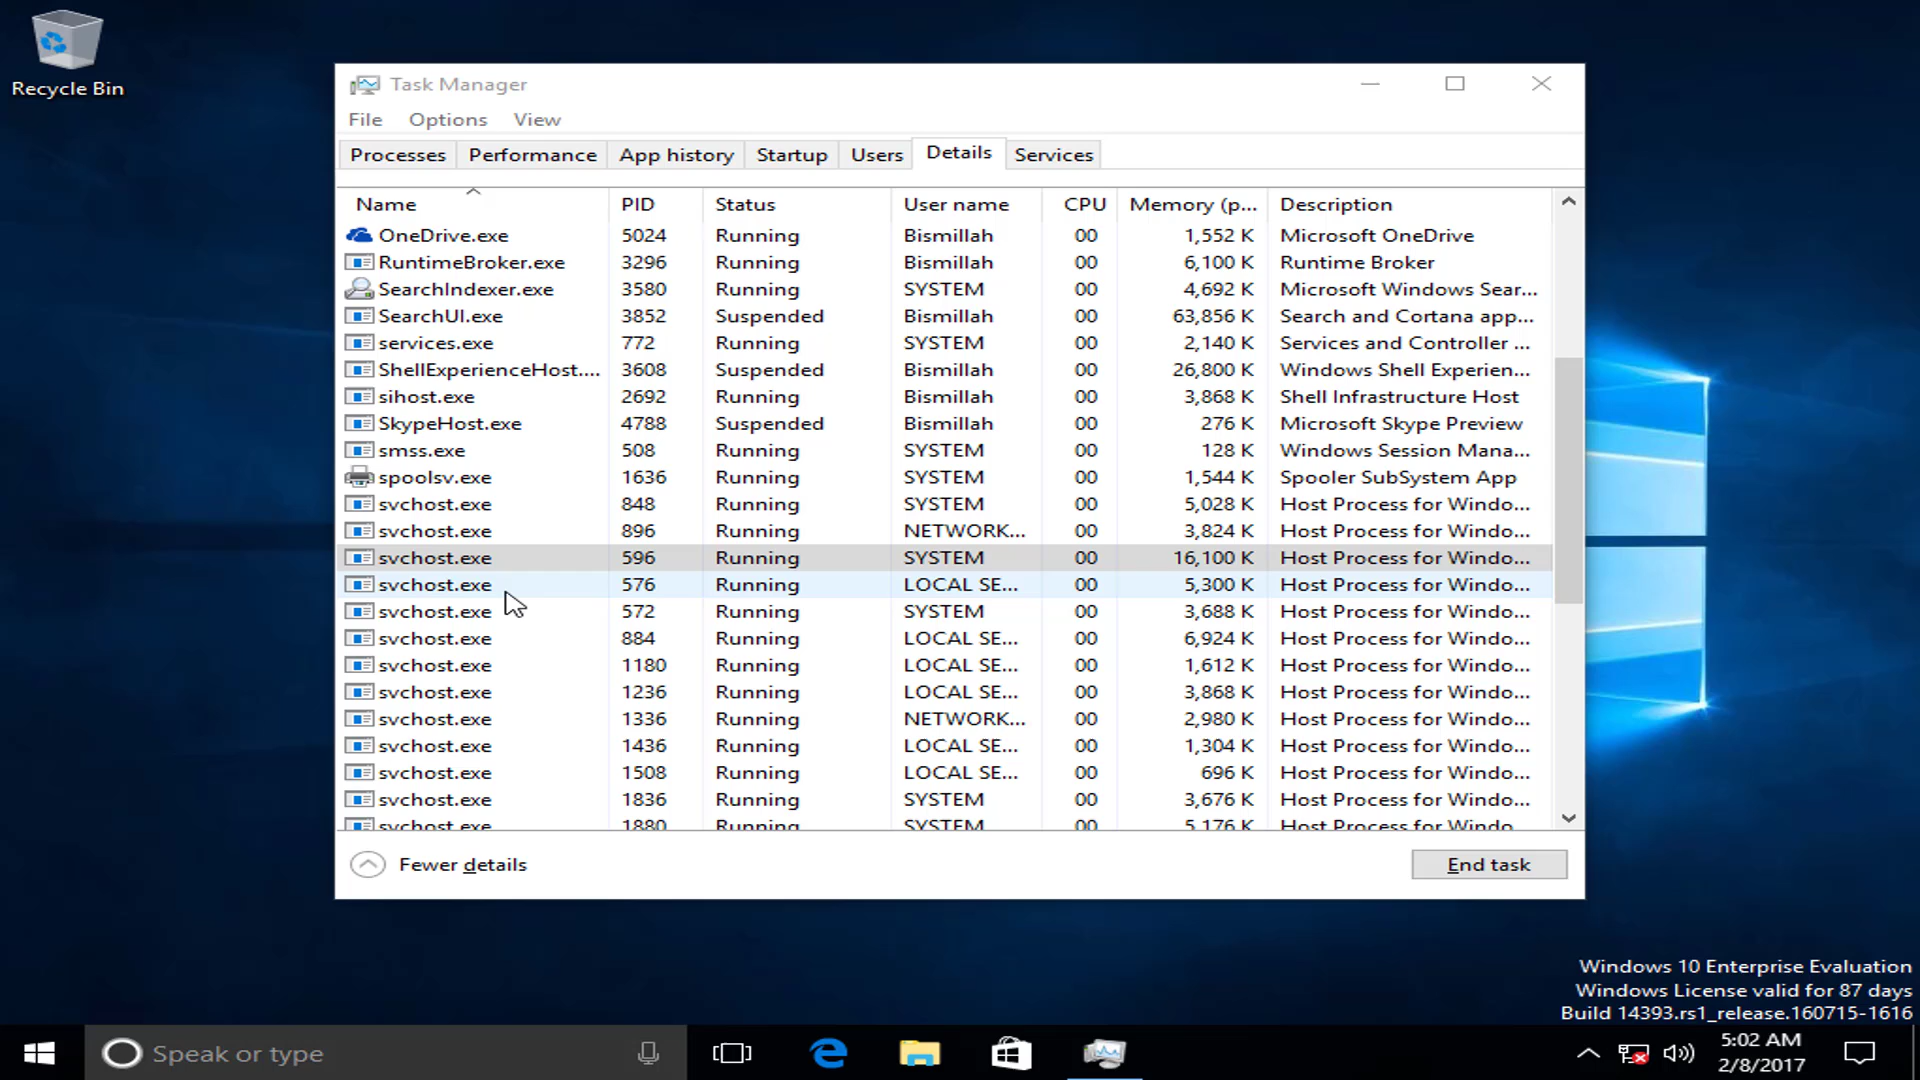 Recycle Bin
Task Manager
File Options View
Processes Performance App history Startup Users Details Services
Name PID Status User name CPU Memory (p... Description
OneDrive.exe 5024 Running Bismillah 00 1,552 K Microsoft OneDrive
RuntimeBroker.exe 3296 Running Bismillah 00 6,100 K Runtime Broker
SearchIndexer.exe 3580 Running SYSTEM 00 4,692 K Microsoft Windows Sear...
SearchUI.exe 3852 Suspended Bismillah 00 63,856 K Search and Cortana app...
services.exe 772 Running SYSTEM 00 2,140 K Services and Controller ...
ShellExperienceHost.... 3608 Suspended Bismillah 00 26,800 K Windows Shell Experien...
sihost.exe 2692 Running Bismillah 00 3,868 K Shell Infrastructure Host
SkypeHost.exe 4788 Suspended Bismillah 00 276 K Microsoft Skype Preview
smss.exe 508 Running SYSTEM 00 128 K Windows Session Mana...
spoolsv.exe 1636 Running SYSTEM 00 1,544 K Spooler SubSystem App
svchost.exe 848 Running SYSTEM 00 5,028 K Host Process for Windo...
svchost.exe 896 Running NETWORK... 00 3,824 K Host Process for Windo...
svchost.exe 596 Running SYSTEM 00 16,100 K Host Process for Windo...
svchost.exe 576 Running LOCAL SE... 00 5,300 K Host Process for Windo...
svchost.exe 572 Running SYSTEM 00 3,688 K Host Process for Windo...
svchost.exe 884 Running LOCAL SE... 00 6,924 K Host Process for Windo...
svchost.exe 1180 Running LOCAL SE... 00 1,612 K Host Process for Windo...
svchost.exe 1236 Running LOCAL SE... 00 3,868 K Host Process for Windo...
svchost.exe 1336 Running NETWORK... 00 2,980 K Host Process for Windo...
svchost.exe 1436 Running LOCAL SE... 00 1,304 K Host Process for Windo...
svchost.exe 1508 Running LOCAL SE... 00 696 K Host Process for Windo...
svchost.exe 1836 Running SYSTEM 00 3,676 K Host Process for Windo...
svchost.exe 1880 Running SYSTEM 00 5,176 K Host Process for Windo...
Fewer details End task
Windows 10 Enterprise Evaluation
Windows License valid for 87 days
Build 14393.rs1_release.160715-1616
Speak or type
5:02 AM
2/8/2017